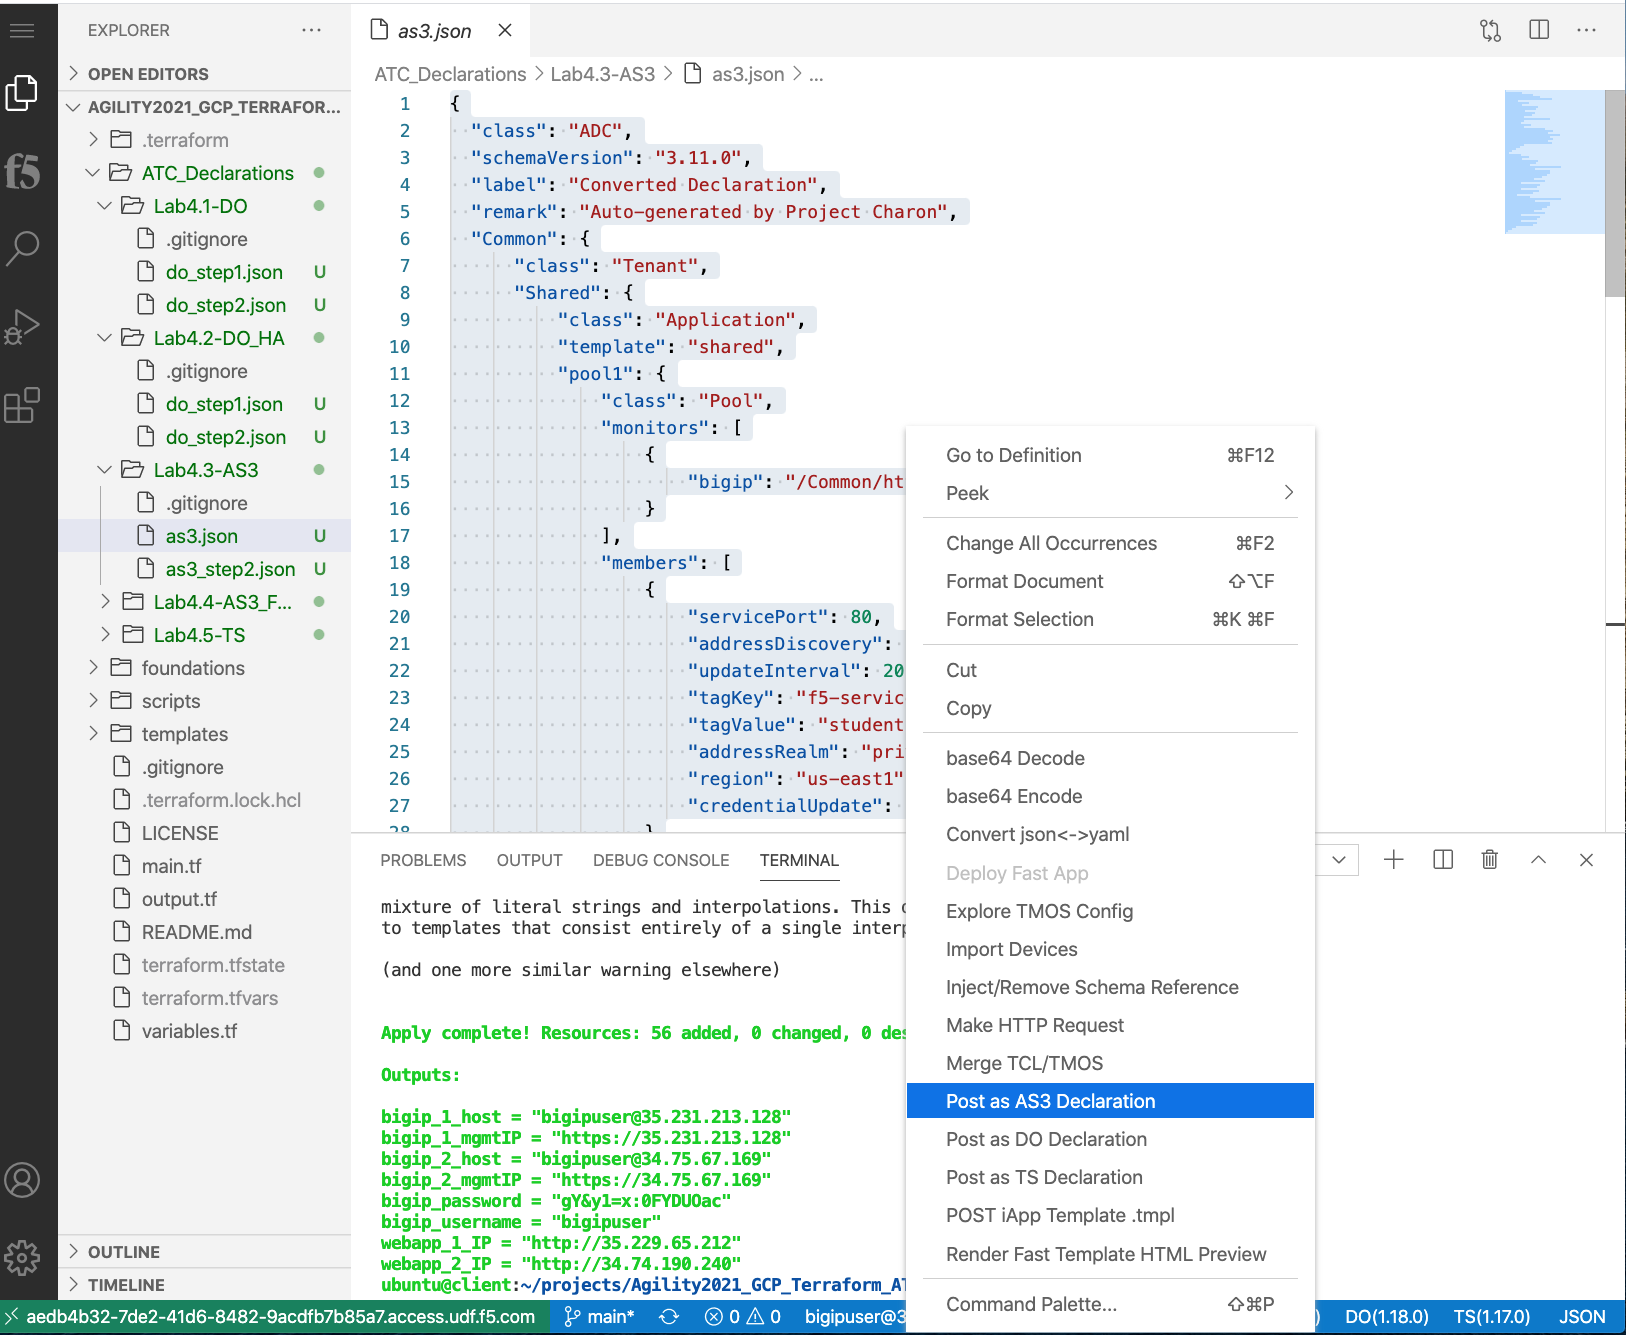 EXPLORER
OPEN EDITORS
AGILITY2021_GCP_TERRAFOR...
.terraform
ATC_Declarations
Lab4.1-DO
.gitignore
do_step1.json U
do_step2.json U
Lab4.2-DO_HA
.gitignore
do_step1.json U
do_step2.json U
Lab4.3-AS3
.gitignore
as3.json U
as3_step2.json U
Lab4.4-AS3_F...
Lab4.5-TS
foundations
scripts
templates
.gitignore
.terraform.lock.hcl
LICENSE
main.tf
output.tf
README.md
terraform.tfstate
terraform.tfvars
variables.tf
OUTLINE
TIMELINE
f5
as3.json
ATC_Declarations > Lab4.3-AS3 > as3.json > ...
1 {
2 "class": "ADC",
3 "schemaVersion": "3.11.0",
4 "label": "Converted Declaration",
5 "remark": "Auto-generated by Project Charon",
6 "Common": {
7 "class": "Tenant",
8 "Shared": {
9 "class": "Application",
10 "template": "shared",
11 "pool1": {
12 "class": "Pool",
13 "monitors": [
14 {
15 "bigip": "/Common/ht
16 }
17 ],
18 "members": [
19 {
20 "servicePort": 80,
21 "addressDiscovery":
22 "updateInterval": 20
23 "tagKey": "f5-servic
24 "tagValue": "student
25 "addressRealm": "pri
26 "region": "us-east1"
27 "credentialUpdate":
28 }
PROBLEMS OUTPUT DEBUG CONSOLE TERMINAL
mixture of literal strings and interpolations. This
to templates that consist entirely of a single inter
(and one more similar warning elsewhere)
Apply complete! Resources: 56 added, 0 changed, 0 des
Outputs:
bigip_1_host = "bigipuser@35.231.213.128"
bigip_1_mgmtIP = "https://35.231.213.128"
bigip_2_host = "bigipuser@34.75.67.169"
bigip_2_mgmtIP = "https://34.75.67.169"
bigip_password = "gY&y1=x:0FYDUOac"
bigip_username = "bigipuser"
webapp_1_IP = "http://35.229.65.212"
webapp_2_IP = "http://34.74.190.240"
ubuntu@client:~/projects/Agility2021_GCP_Terraform_AT
Go to Definition ⌘F12
Peek
Change All Occurrences ⌘F2
Format Document ⇧⌥F
Format Selection ⌘K ⌘F
Cut
Copy
base64 Decode
base64 Encode
Convert json<->yaml
Deploy Fast App
Explore TMOS Config
Import Devices
Inject/Remove Schema Reference
Make HTTP Request
Merge TCL/TMOS
Post as AS3 Declaration
Post as DO Declaration
Post as TS Declaration
POST iApp Template .tmpl
Render Fast Template HTML Preview
Command Palette... ⇧⌘P
aedb4b32-7de2-41d6-8482-9acdfb7b85a7.access.udf.f5.com main* 0 0 bigipuser@3 ) DO(1.18.0) TS(1.17.0) JSON